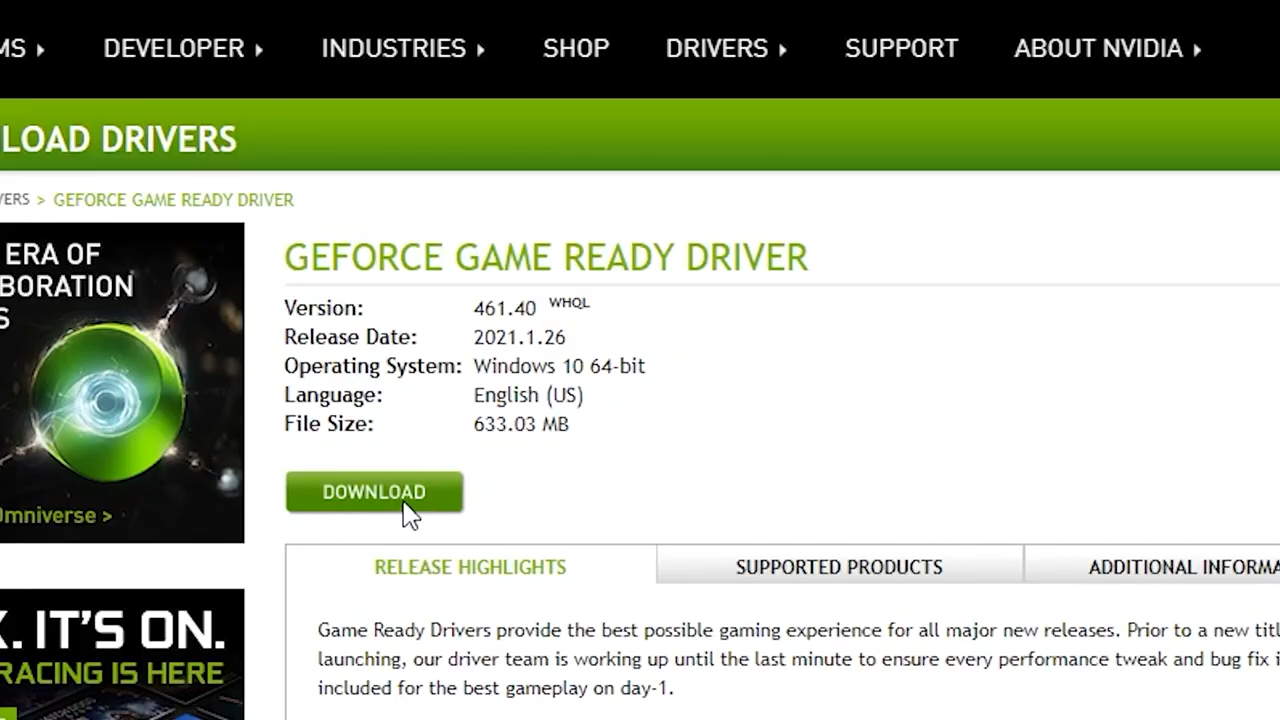 MS
DEVELOPER
INDUSTRIES
SHOP
DRIVERS
SUPPORT
ABOUT NVIDIA
LOAD DRIVERS
VERS > GEFORCE GAME READY DRIVER
ERA OF
BORATION
S
Omniverse >
GEFORCE GAME READY DRIVER
Version: 461.40 WHQL
Release Date: 2021.1.26
Operating System: Windows 10 64-bit
Language: English (US)
File Size: 633.03 MB
DOWNLOAD
RELEASE HIGHLIGHTS
SUPPORTED PRODUCTS
ADDITIONAL INFORMA
X. IT'S ON.
RACING IS HERE
Game Ready Drivers provide the best possible gaming experience for all major new releases. Prior to a new titl
launching, our driver team is working up until the last minute to ensure every performance tweak and bug fix i
included for the best gameplay on day-1.